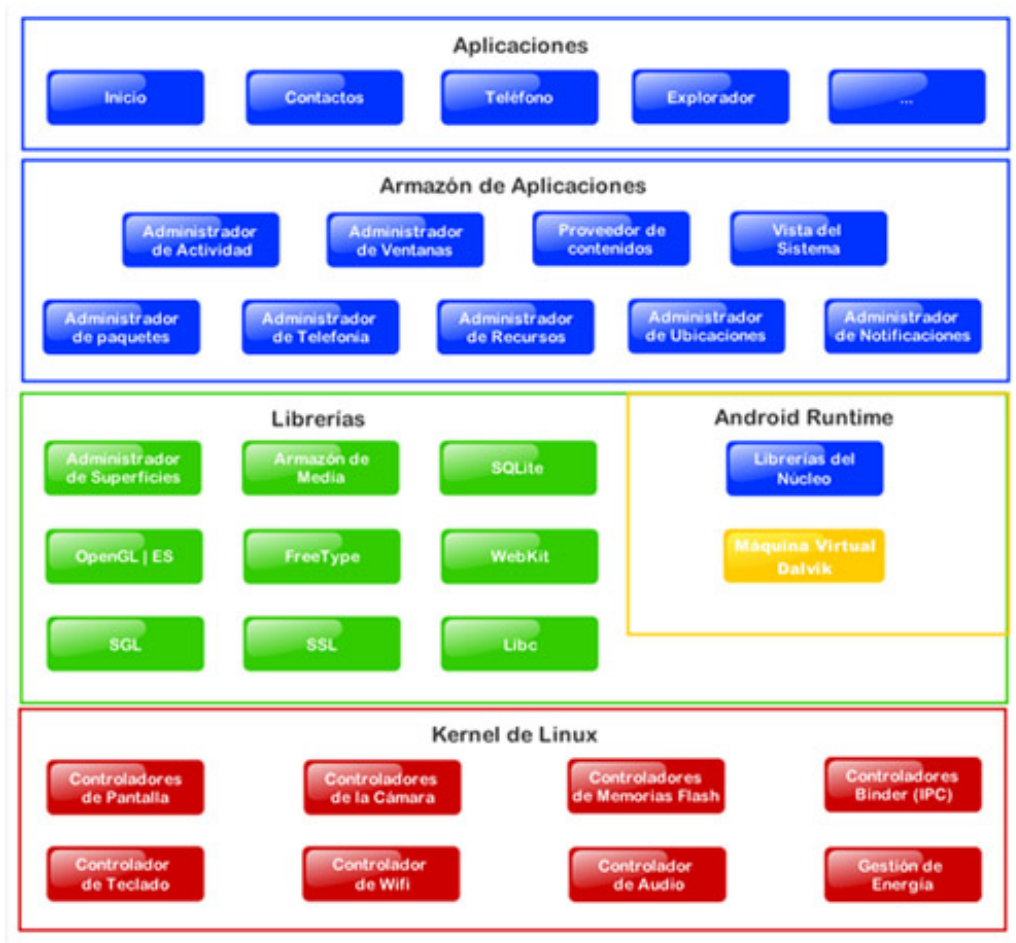 Aplicaciones
Inicio
Contactos
Teléfono
Explorador
...
Armazón de Aplicaciones
Administrador
de Actividad
Administrador
de Ventanas
Proveedor de
contenidos
Vista del
Sistema
Administrador
de paquetes
Administrador
de Telefonía
Administrador
de Recursos
Administrador
de Ubicaciones
Administrador
de Notificaciones
Librerías
Administrador
de Superficies
Armazón de
Media
SQLite
OpenGL | ES
FreeType
WebKit
SGL
SSL
Libc
Android Runtime
Librerías del
Núcleo
Máquina Virtual
Dalvik
Kernel de Linux
Controladores
de Pantalla
Controladores
de la Cámara
Controladores
de Memorias Flash
Controladores
Binder (IPC)
Controlador
de Teclado
Controlador
de Wifi
Controlador
de Audio
Gestión de
Energía